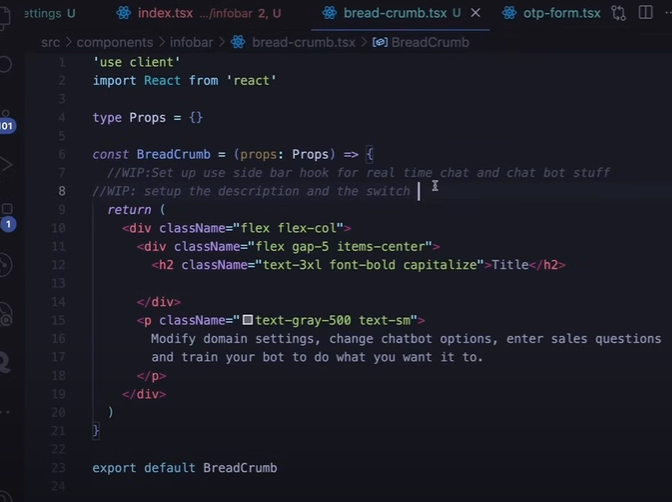 ettings U index.tsx .../infobar 2, U bread-crumb.tsx U otp-form.tsx
src > components > infobar > bread-crumb.tsx > BreadCrumb
101
1
1 'use client'
2 import React from 'react'
3
4 type Props = {}
5
6 const BreadCrumb = (props: Props) => {
7 //WIP:Set up use side bar hook for real time chat and chat bot stuff
8 //WIP: setup the description and the switch
9 return (
10 <div className="flex flex-col">
11 <div className="flex gap-5 items-center">
12 <h2 className="text-3xl font-bold capitalize">Title</h2>
13
14 </div>
15 <p className="text-gray-500 text-sm">
16 Modify domain settings, change chatbot options, enter sales questions
17 and train your bot to do what you want it to.
18 </p>
19 </div>
20 )
21 }
22
23 export default BreadCrumb
24